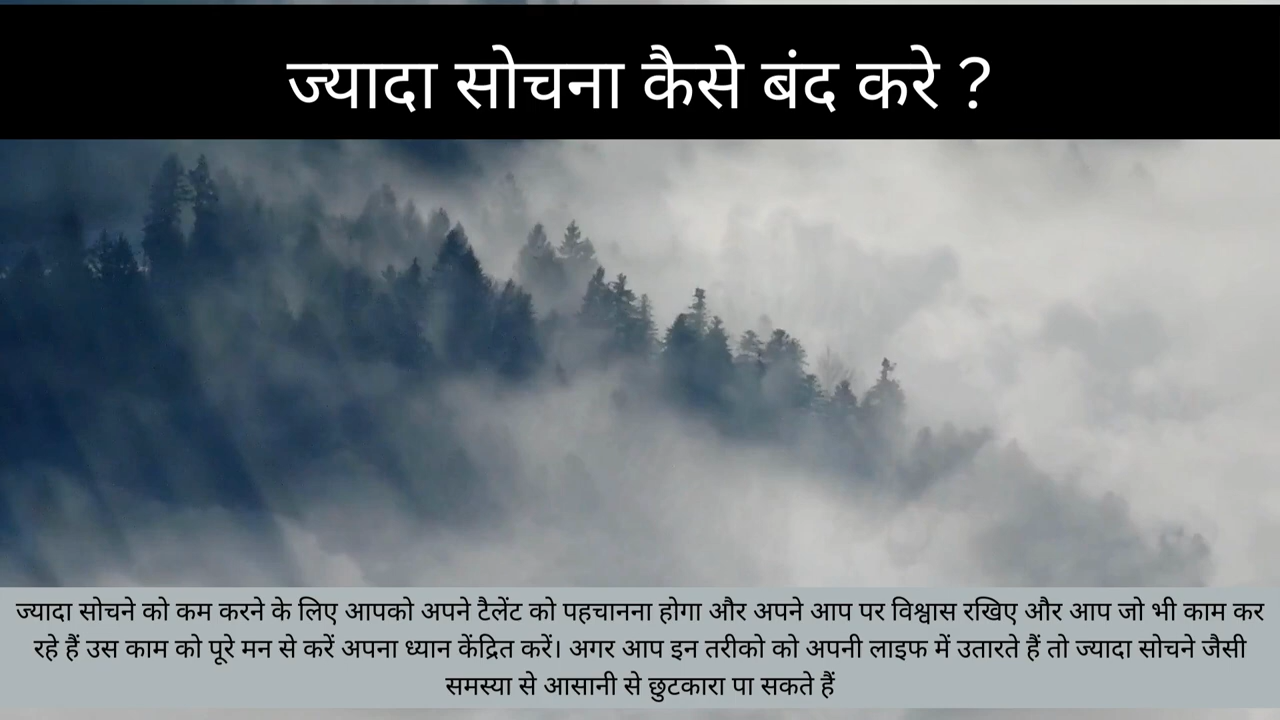 ज्यादा सोचना कैसे बंद करे ?
ज्यादा सोचने को कम करने के लिए आपको अपने टैलेंट को पहचानना होगा और अपने आप पर विश्वास रखिए और आप जो भी काम कर
रहे हैं उस काम को पूरे मन से करें अपना ध्यान केंद्रित करें। अगर आप इन तरीको को अपनी लाइफ में उतारते हैं तो ज्यादा सोचने जैसी
समस्या से आसानी से छुटकारा पा सकते हैं